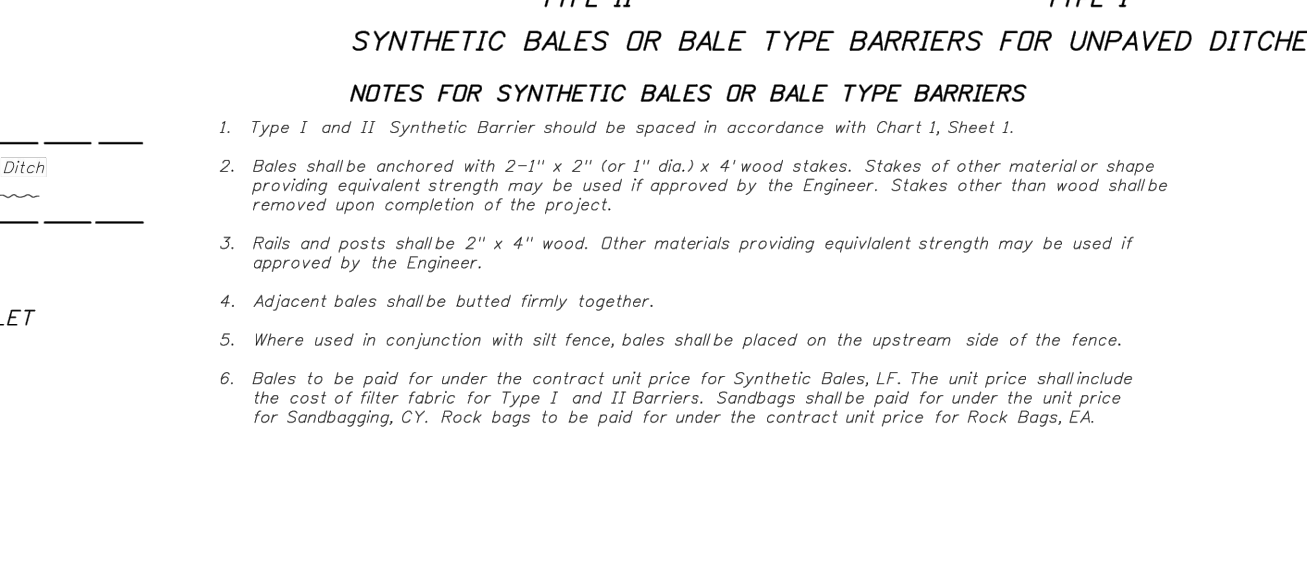 TYPE II
TYPE I
SYNTHETIC BALES OR BALE TYPE BARRIERS FOR UNPAVED DITCHE
NOTES FOR SYNTHETIC BALES OR BALE TYPE BARRIERS
1. Type I and II Synthetic Barrier should be spaced in accordance with Chart 1, Sheet 1.
Ditch
2. Bales shall be anchored with 2-1" x 2" (or 1" dia.) x 4' wood stakes. Stakes of other material or shape
providing equivalent strength may be used if approved by the Engineer. Stakes other than wood shall be
removed upon completion of the project.
3. Rails and posts shall be 2" x 4" wood. Other materials providing equivlalent strength may be used if
approved by the Engineer.
4. Adjacent bales shall be butted firmly together.
LET
5. Where used in conjunction with silt fence, bales shall be placed on the upstream side of the fence.
6. Bales to be paid for under the contract unit price for Synthetic Bales, LF. The unit price shall include
the cost of filter fabric for Type I and II Barriers. Sandbags shall be paid for under the unit price
for Sandbagging, CY. Rock bags to be paid for under the contract unit price for Rock Bags, EA.